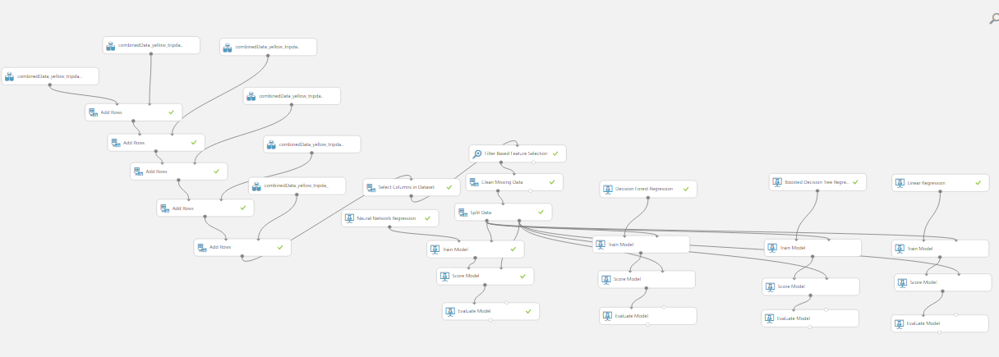 combinedData_yellow_tripda...
combinedData_yellow_tripda...
combinedData_yellow_tripda...
combinedData_yellow_tripda...
Add Rows
Add Rows
combinedData_yellow_tripda...
Filter Based Feature Selection
Add Rows
combinedData_yellow_tripda...
Select Columns in Dataset
Clean Missing Data
Decision Forest Regression
Boosted Decision Tree Regre...
Linear Regression
Add Rows
Neural Network Regression
Split Data
Add Rows
Train Model
Train Model
Train Model
Train Model
Score Model
Score Model
Score Model
Score Model
Evaluate Model
Evaluate Model
Evaluate Model
Evaluate Model